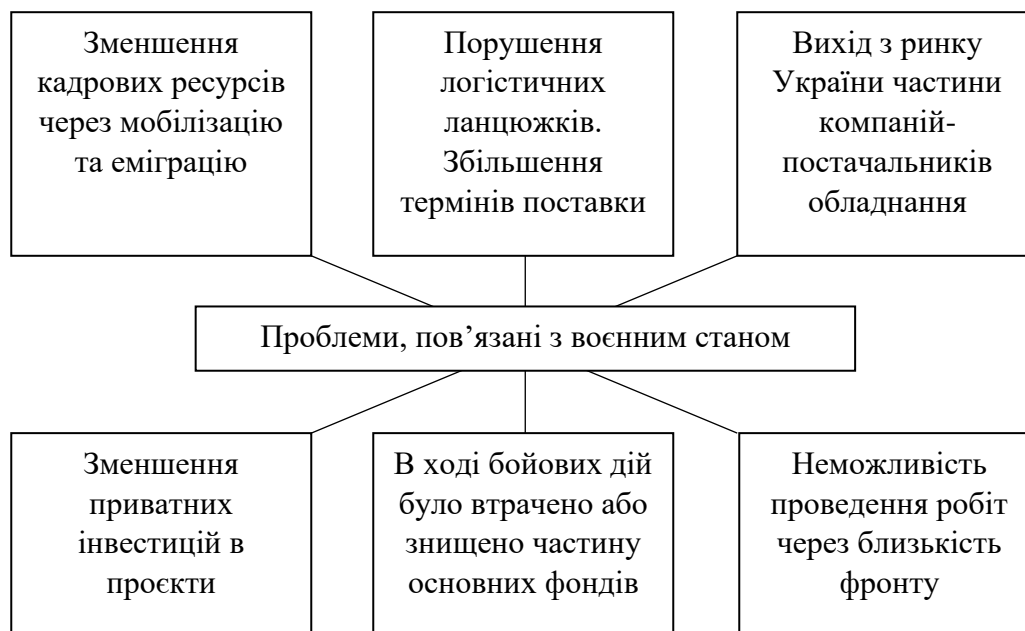 Зменшення
кадрових ресурсів
через мобілізацію
та еміграцію
Порушення
логістичних
ланцюжків.
Збільшення
термінів поставки
Вихід з ринку
України частини
компаній-
постачальників
обладнання
Проблеми, пов’язані з воєнним станом
Зменшення
приватних
інвестицій в
проєкти
В ході бойових дій
було втрачено або
знищено частину
основних фондів
Неможливість
проведення робіт
через близькість
фронту